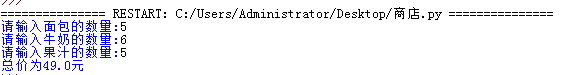 >>>
=============== RESTART: C:/Users/Administrator/Desktop/商店.py ===============
请输入面包的数量:5
请输入牛奶的数量:6
请输入果汁的数量:5
总价为49.0元